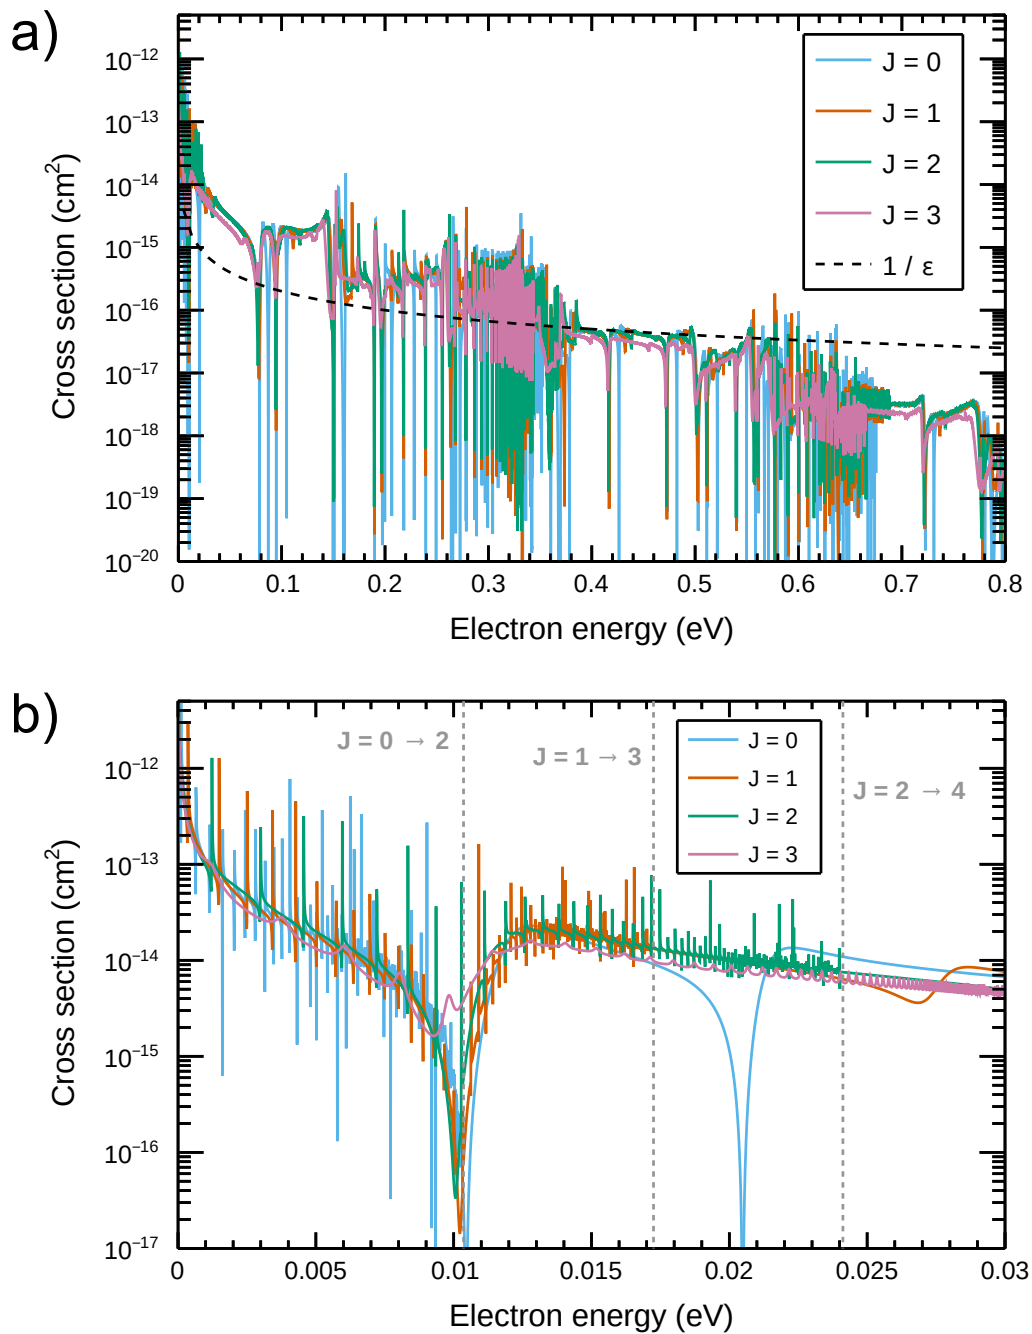 a)
Cross section (cm²)
10⁻¹²
10⁻¹³
10⁻¹⁴
10⁻¹⁵
10⁻¹⁶
10⁻¹⁷
10⁻¹⁸
10⁻¹⁹
10⁻²⁰
J = 0
J = 1
J = 2
J = 3
1 / ε
0 0.1 0.2 0.3 0.4 0.5 0.6 0.7 0.8
Electron energy (eV)
b)
Cross section (cm²)
10⁻¹²
10⁻¹³
10⁻¹⁴
10⁻¹⁵
10⁻¹⁶
10⁻¹⁷
J = 0 → 2
J = 1 → 3
J = 2 → 4
J = 0
J = 1
J = 2
J = 3
0 0.005 0.01 0.015 0.02 0.025 0.03
Electron energy (eV)